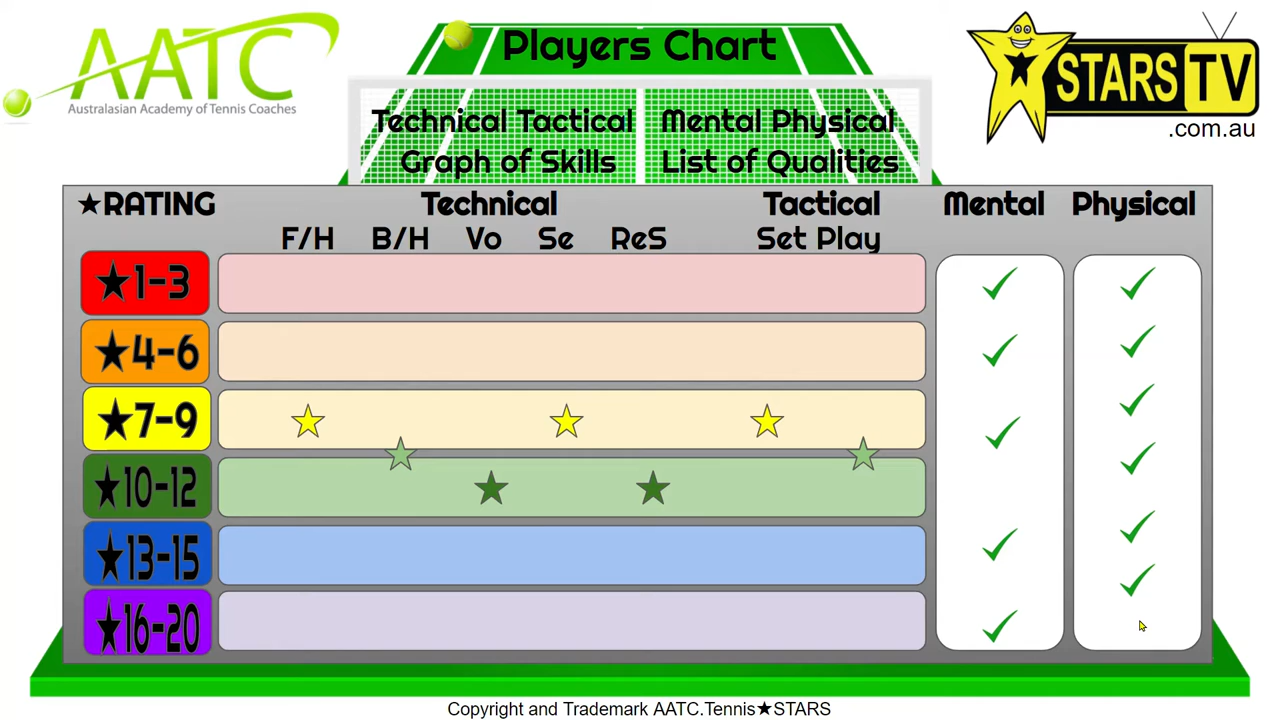 AATC
Australasian Academy of Tennis Coaches
Players Chart
STARS TV
.com.au
Technical Tactical
Graph of Skills
Mental Physical
List of Qualities
★RATING Technical Tactical Mental Physical
F/H B/H Vo Se ReS Set Play
★1-3
★4-6
★7-9
★10-12
★13-15
★16-20
Copyright and Trademark AATC.Tennis★STARS